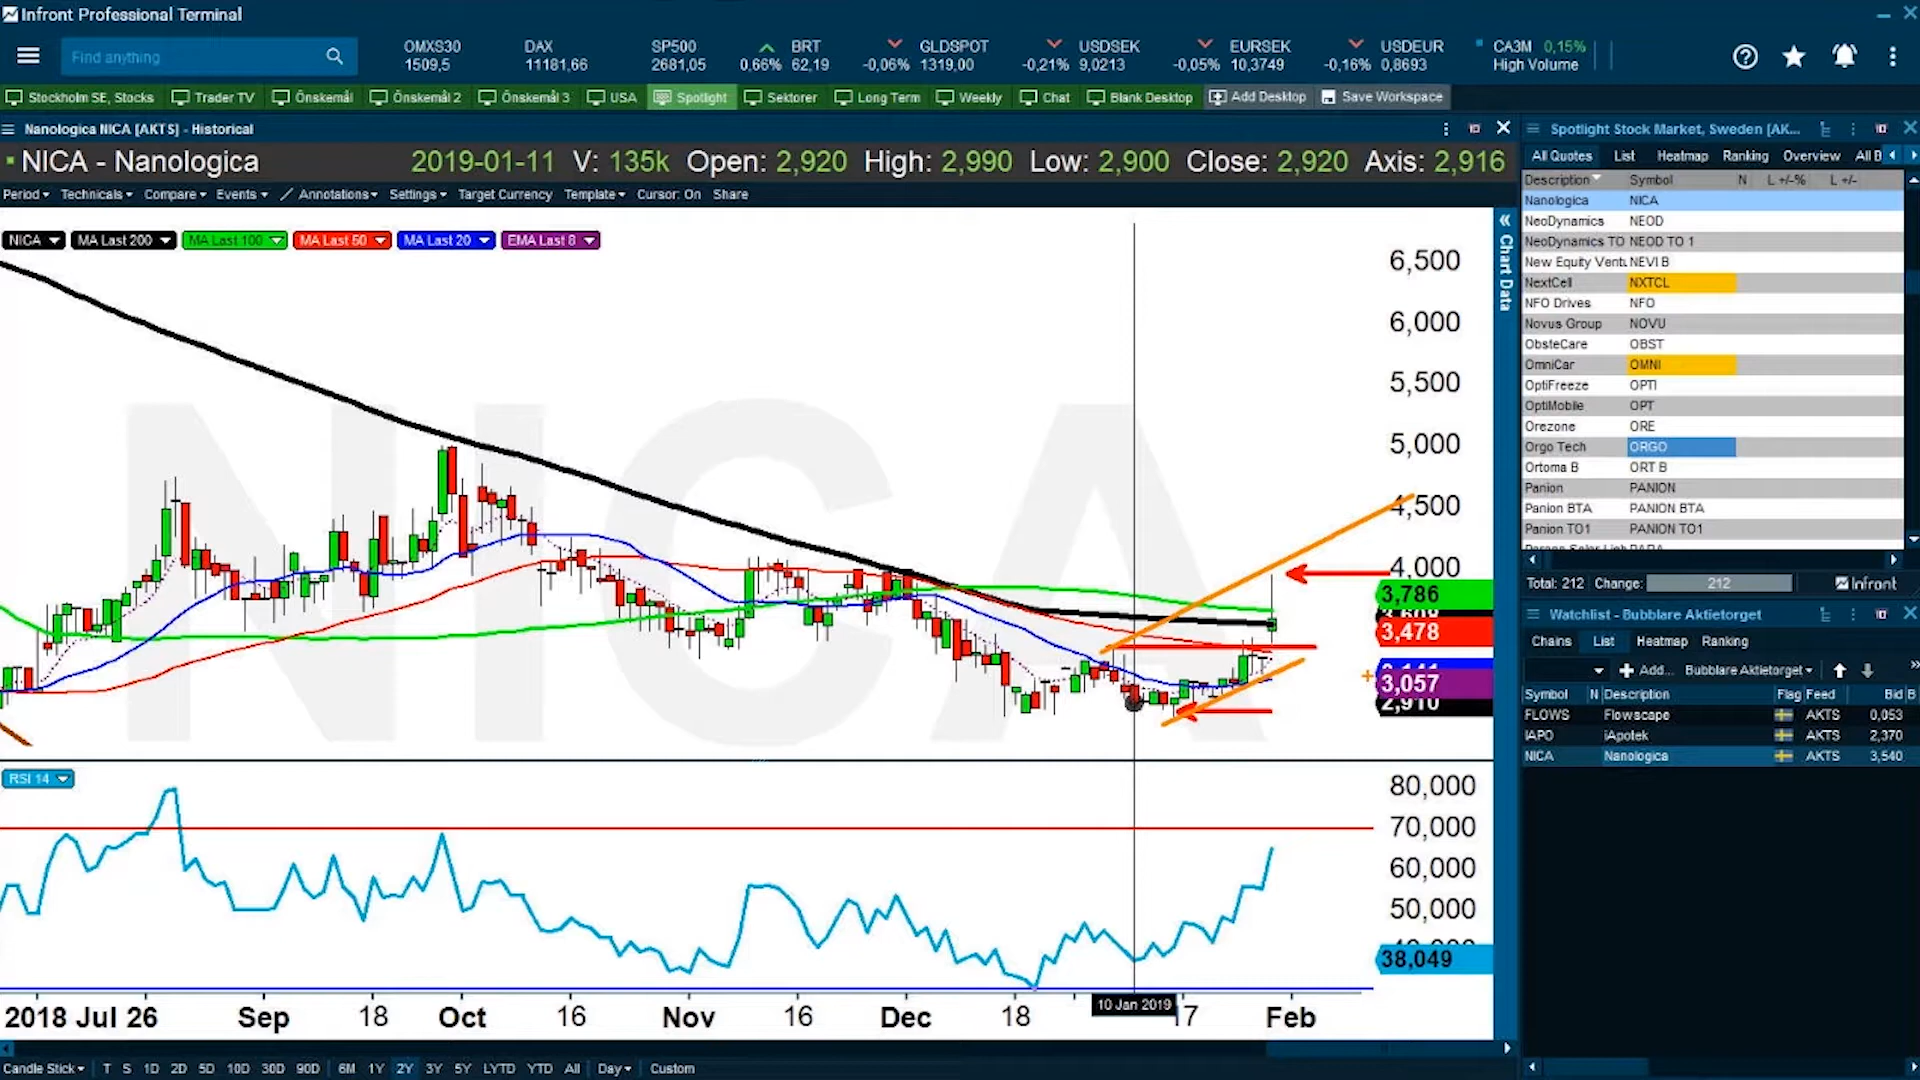 Infront Professional Terminal
Find anything
OMXS30 DAX SP500 BRT GLDSPOT USDSEK EURSEK USDEUR CA3M 0,15%
1509,5 11181,66 2681,05 0,66% 62,19 -0,06% 1319,00 -0,21% 9,0213 -0,05% 10,3749 -0,16% 0,8693 High Volume
Stockholm SE, Stocks Trader TV Önskemål Önskemål 2 Önskemål 3 USA Spotlight Sektorer Long Term Weekly Chat Blank Desktop Add Desktop Save Workspace
Nanologica NICA [AKTS] - Historical
NICA - Nanologica 2019-01-11 V: 135k Open: 2,920 High: 2,990 Low: 2,900 Close: 2,920 Axis: 2,916
Period Technicals Compare Events Annotations Settings Target Currency Template Cursor: On Share
NICA MA Last 200 MA Last 100 MA Last 50 MA Last 20 EMA Last 8
Chart Data
NICA
6,500
6,000
5,500
5,000
4,500
4,000
3,786
3,478
3,057
2,910
RSI 14
80,000
70,000
60,000
50,000
38,049
10 Jan 2019
2018 Jul 26 Sep 18 Oct 16 Nov 16 Dec 18 17 Feb
Candle Stick T S 1D 2D 5D 10D 30D 90D 6M 1Y 2Y 3Y 5Y LYTD YTD All Day Custom
Spotlight Stock Market, Sweden [AK...
All Quotes List Heatmap Ranking Overview All B
Description Symbol N L +/-% L +/-
Nanologica NICA
NeoDynamics NEOD
NeoDynamics TO NEOD TO 1
New Equity Vent NEVI B
NextCell NXTCL
NFO Drives NFO
Novus Group NOVU
ObsteCare OBST
OmniCar OMNI
OptiFreeze OPTI
OptiMobile OPT
Orezone ORE
Orgo Tech ORGO
Ortoma B ORT B
Panion PANION
Panion BTA PANION BTA
Panion TO1 PANION TO1
Total: 212 Change: 212 Infront
Watchlist - Bubblare Aktietorget
Chains List Heatmap Ranking
Add... Bubblare Aktietorget
Symbol N Description Flag Feed Bid B
FLOWS Flowscape AKTS 0,053
IAPO iApotek AKTS 2,370
NICA Nanologica AKTS 3,540